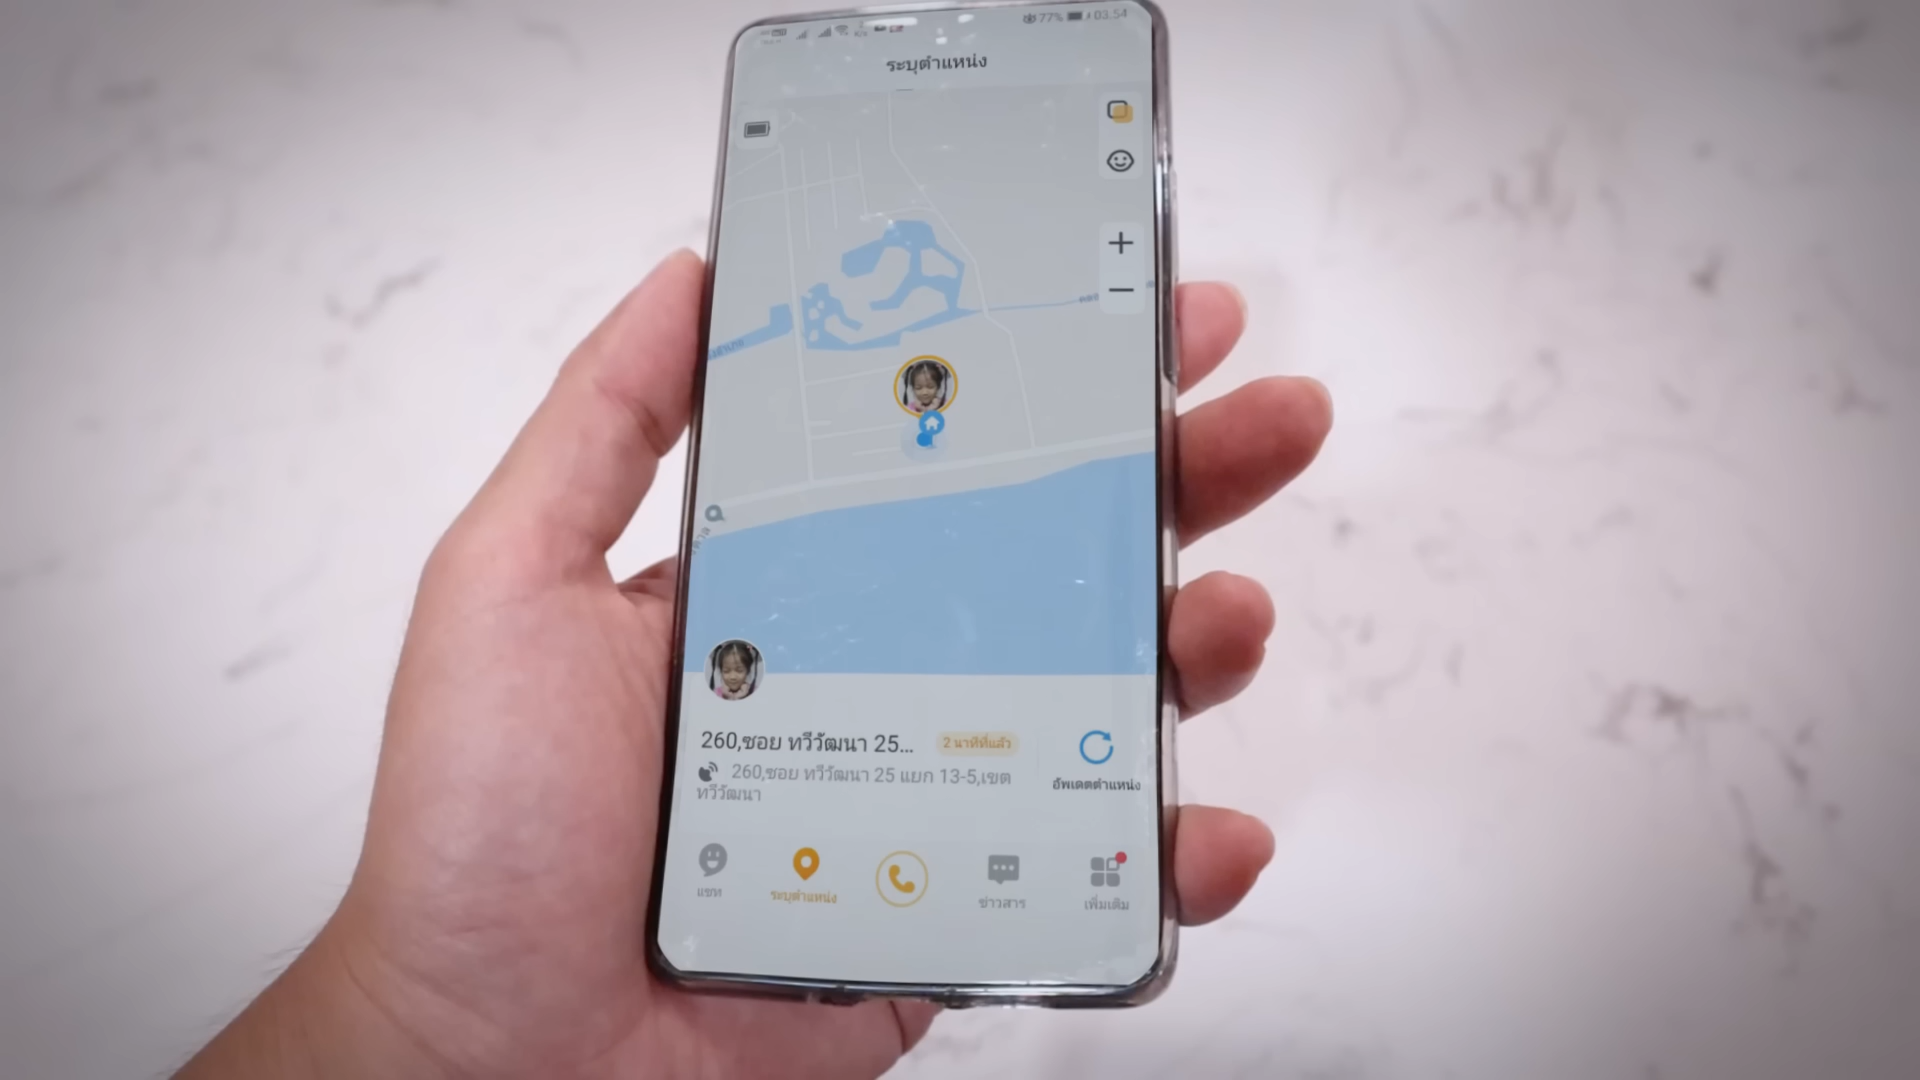 77% 03.54
ระบุตำแหน่ง
260,ซอย ทวีวัฒนา 25...
2 นาทีที่แล้ว
260,ซอย ทวีวัฒนา 25 แยก 13-5,เขต
ทวีวัฒนา
อัพเดตตำแหน่ง
แชท
ระบุตำแหน่ง
ข่าวสาร
เพิ่มเติม